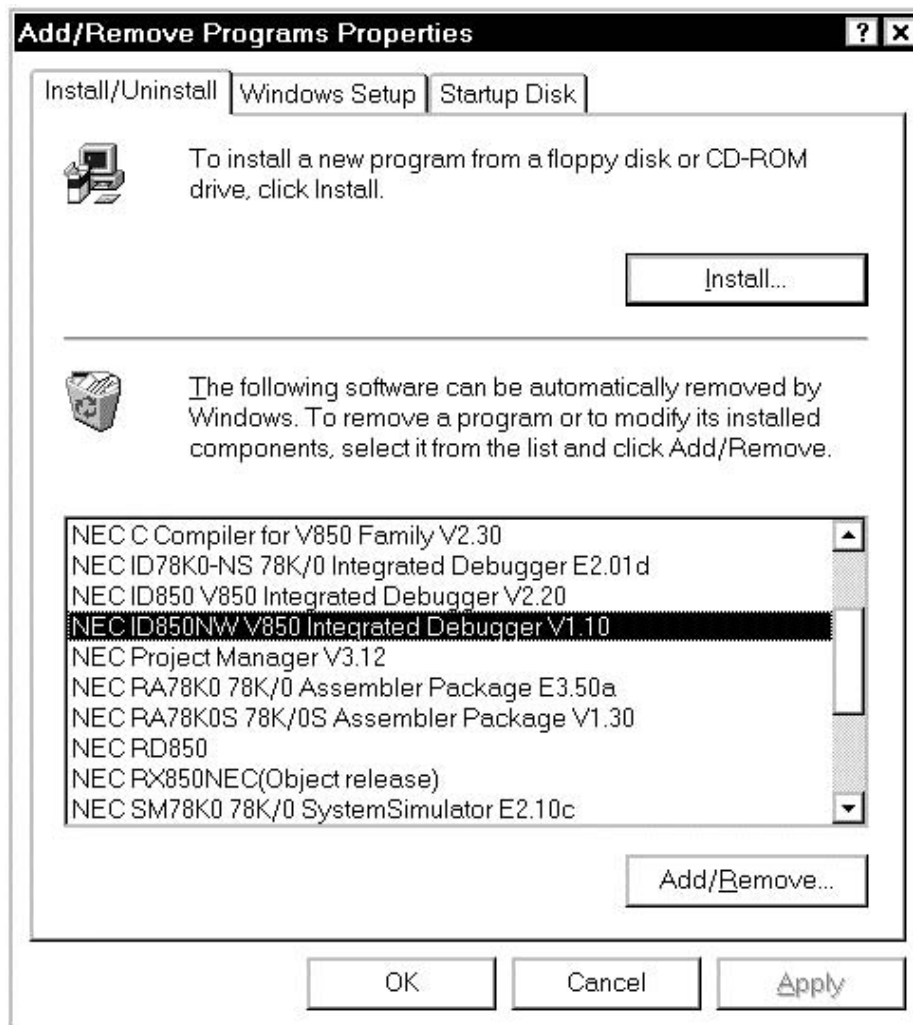 Add/Remove Programs Properties
Install/Uninstall
Windows Setup
Startup Disk
To install a new program from a floppy disk or CD-ROM
drive, click Install.
Install...
The following software can be automatically removed by
Windows. To remove a program or to modify its installed
components, select it from the list and click Add/Remove.
NEC C Compiler for V850 Family V2.30
NEC ID78K0-NS 78K/0 Integrated Debugger E2.01d
NEC ID850 V850 Integrated Debugger V2.20
NEC ID850NW V850 Integrated Debugger V1.10
NEC Project Manager V3.12
NEC RA78K0 78K/0 Assembler Package E3.50a
NEC RA78K0S 78K/0S Assembler Package V1.30
NEC RD850
NEC RX850NEC(Object release)
NEC SM78K0 78K/0 SystemSimulator E2.10c
Add/Remove...
OK
Cancel
Apply